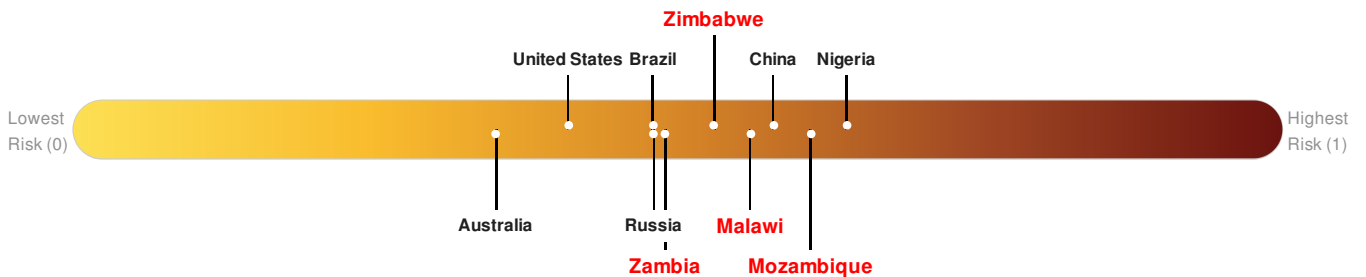 Zimbabwe
United States Brazil China Nigeria
Lowest
Risk (0)
Highest
Risk (1)
Australia Russia Malawi
Zambia Mozambique